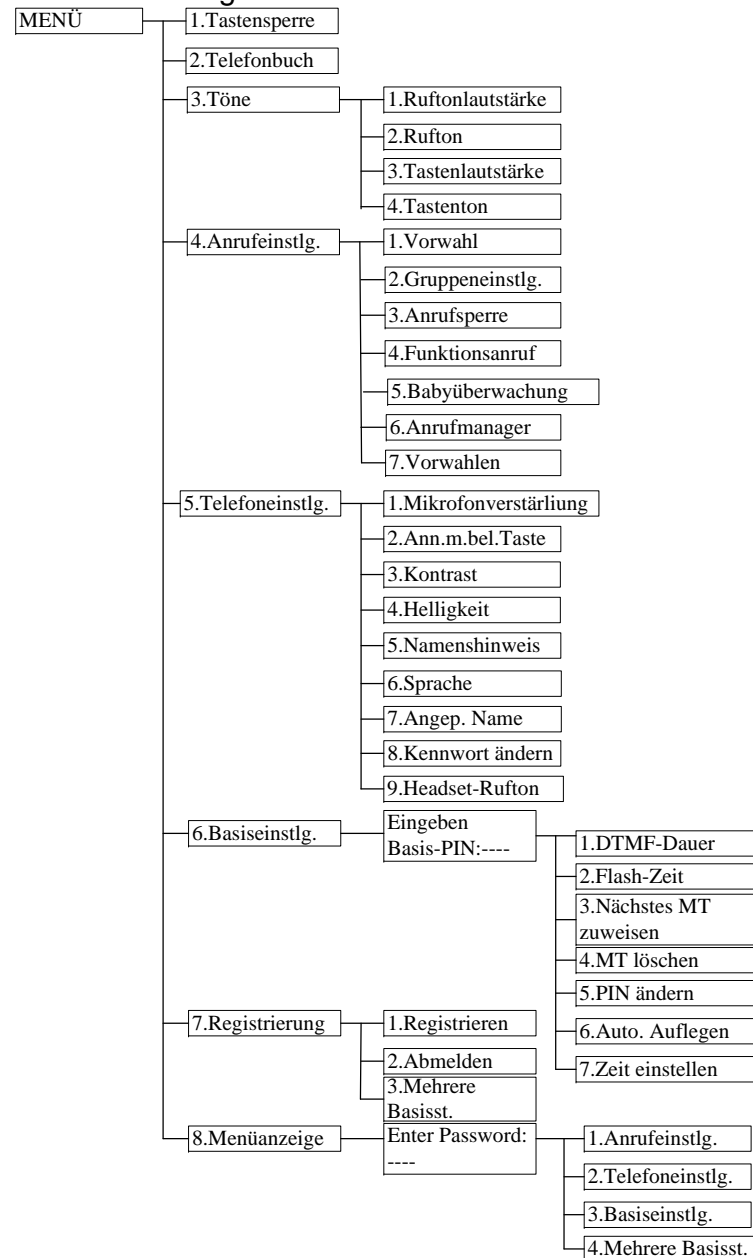 MENÜ
1.Tastensperre
2.Telefonbuch
3.Töne
1.Ruftonlautstärke
2.Rufton
3.Tastenlautstärke
4.Tastenton
4.Anrufeinstlg.
1.Vorwahl
2.Gruppeneinstlg.
3.Anrufsperre
4.Funktionsanruf
5.Babyüberwachung
6.Anrufmanager
7.Vorwahlen
5.Telefoneinstlg.
1.Mikrofonverstärliung
2.Ann.m.bel.Taste
3.Kontrast
4.Helligkeit
5.Namenshinweis
6.Sprache
7.Angep. Name
8.Kennwort ändern
9.Headset-Rufton
6.Basiseinstlg.
Eingeben
Basis-PIN:----
1.DTMF-Dauer
2.Flash-Zeit
3.Nächstes MT
zuweisen
4.MT löschen
5.PIN ändern
6.Auto. Auflegen
7.Zeit einstellen
7.Registrierung
1.Registrieren
2.Abmelden
3.Mehrere
Basisst.
8.Menüanzeige
Enter Password:
----
1.Anrufeinstlg.
2.Telefoneinstlg.
3.Basiseinstlg.
4.Mehrere Basisst.